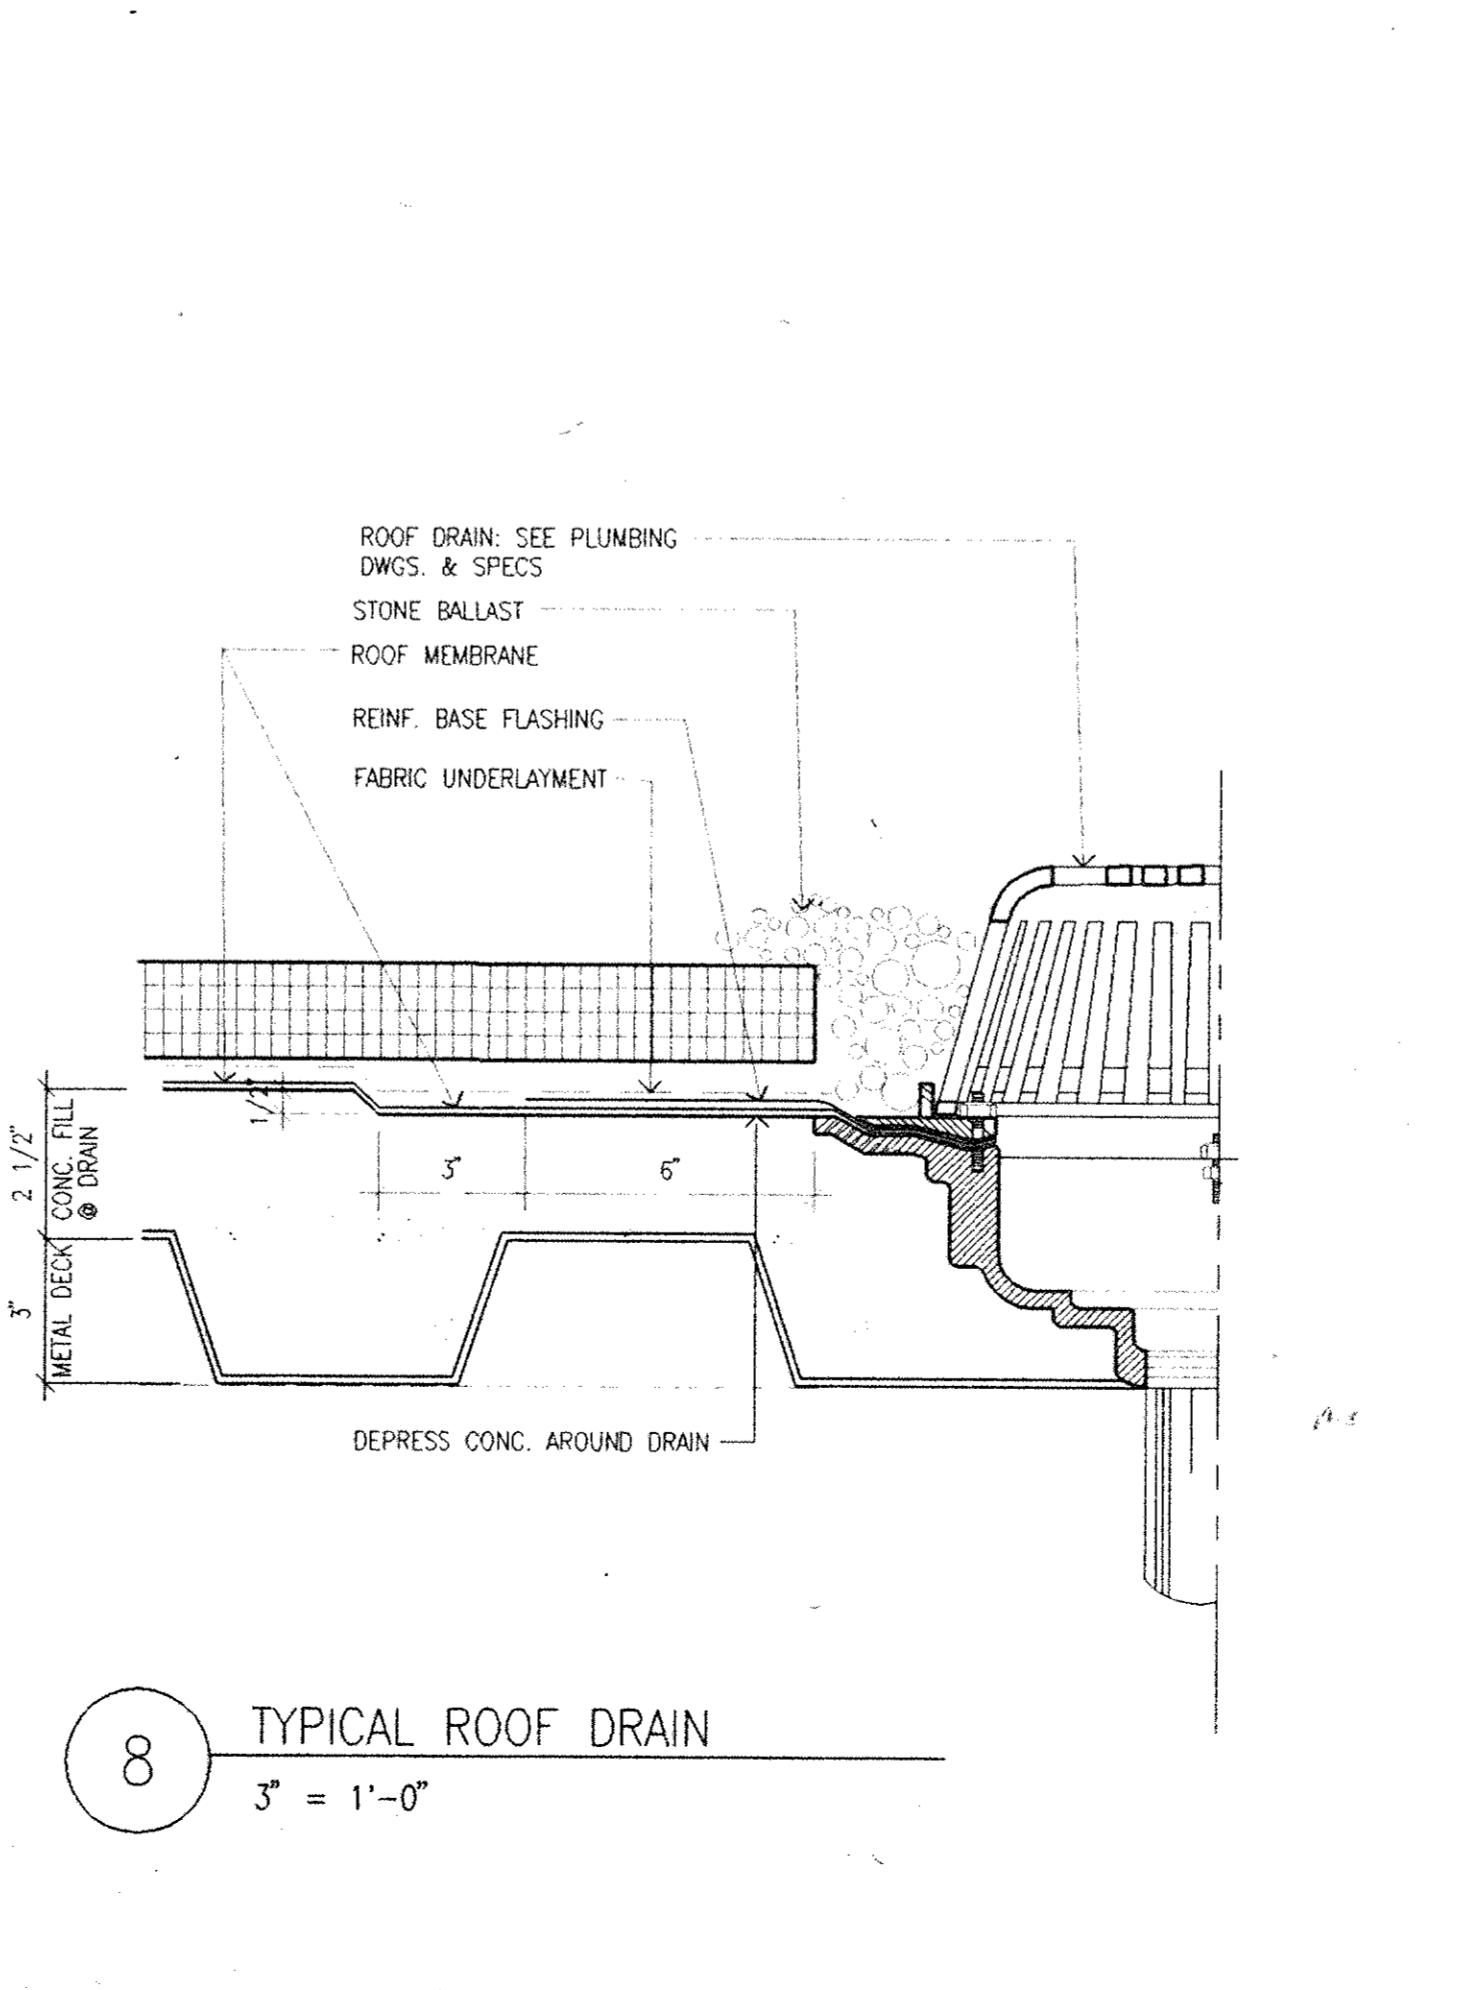 ROOF DRAIN: SEE PLUMBING
DWGS. & SPECS
STONE BALLAST
ROOF MEMBRANE
REINF. BASE FLASHING
FABRIC UNDERLAYMENT
1/2"
2 1/2"
CONC. FILL
@ DRAIN
3"
6"
3"
METAL DECK
DEPRESS CONC. AROUND DRAIN
8
TYPICAL ROOF DRAIN
3" = 1'-0"